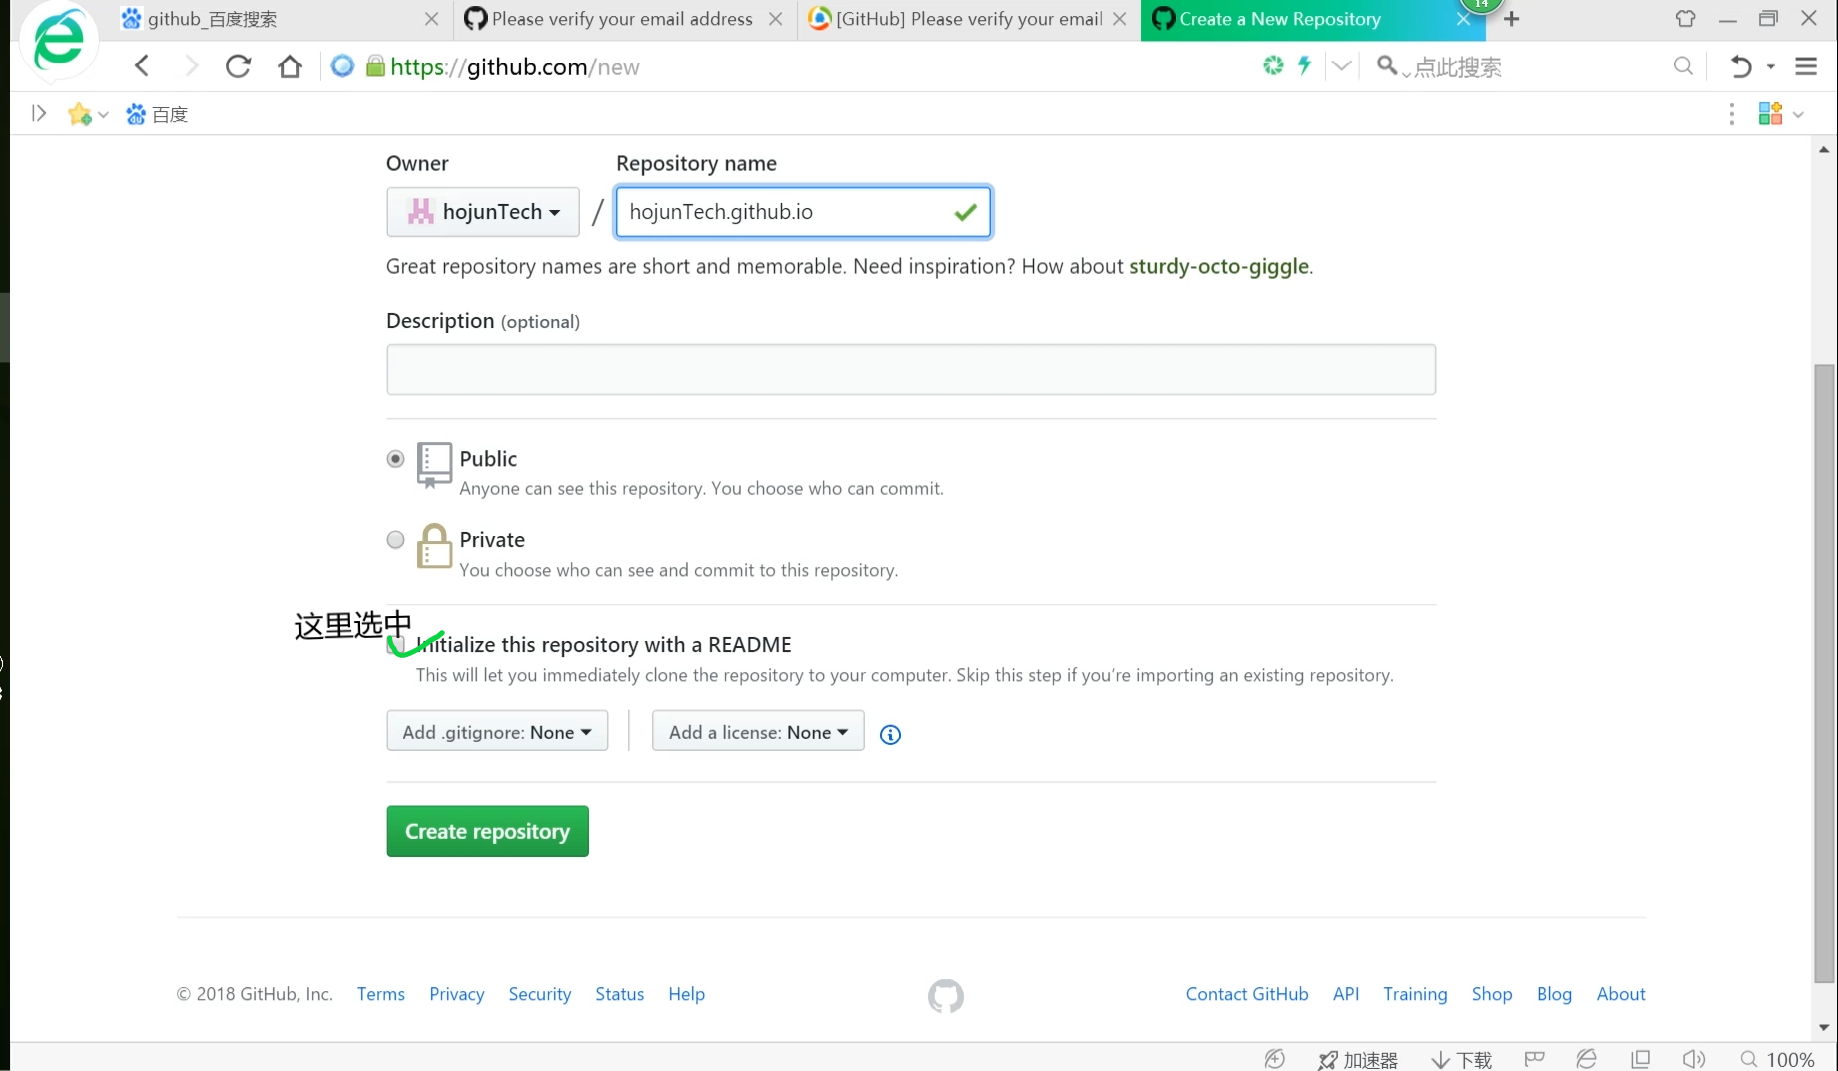 github_百度搜索
Please verify your email address
[GitHub] Please verify your email
Create a New Repository
14
https://github.com/new
点此搜索
百度
Owner
Repository name
hojunTech
/
hojunTech.github.io
Great repository names are short and memorable. Need inspiration? How about sturdy-octo-giggle.
Description (optional)
Public
Anyone can see this repository. You choose who can commit.
Private
You choose who can see and commit to this repository.
这里选中
Initialize this repository with a README
This will let you immediately clone the repository to your computer. Skip this step if you’re importing an existing repository.
Add .gitignore: None
Add a license: None
Create repository
© 2018 GitHub, Inc. Terms Privacy Security Status Help
Contact GitHub API Training Shop Blog About
加速器
下载
100%